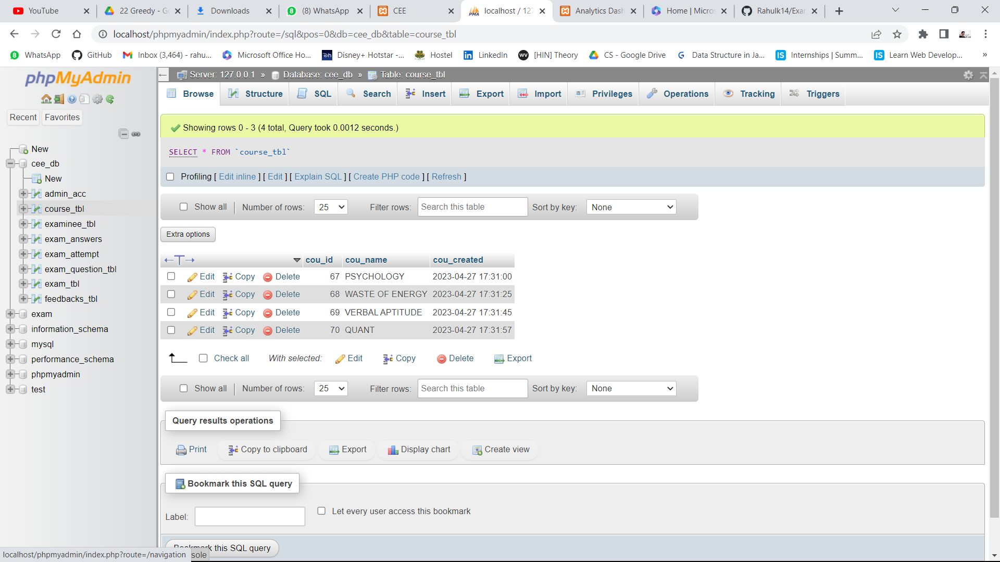 YouTube
22 Greedy - G
Downloads
(8) WhatsApp
CEE
localhost / 127
Analytics Dash
Home | Micros
Rahulk14/Exam
localhost/phpmyadmin/index.php?route=/sql&pos=0&db=cee_db&table=course_tbl
WhatsApp
GitHub
Inbox (3,464) - rahu...
Microsoft Office Ho...
Disney+ Hotstar -...
Hostel
LinkedIn
[HIN] Theory
CS - Google Drive
Data Structure in Ja...
Internships | Summ...
Learn Web Develop...
»
phpMyAdmin
Recent Favorites
New
cee_db
New
admin_acc
course_tbl
examinee_tbl
exam_answers
exam_attempt
exam_question_tbl
exam_tbl
feedbacks_tbl
exam
information_schema
mysql
performance_schema
phpmyadmin
test
Server: 127.0.0.1 » Database: cee_db » Table: course_tbl
Browse Structure SQL Search Insert Export Import Privileges Operations Tracking Triggers
Showing rows 0 - 3 (4 total, Query took 0.0012 seconds.)
SELECT * FROM `course_tbl`
Profiling [ Edit inline ] [ Edit ] [ Explain SQL ] [ Create PHP code ] [ Refresh ]
Show all | Number of rows: 25 Filter rows: Search this table Sort by key: None
Extra options
←T→ cou_id cou_name cou_created
Edit Copy Delete 67 PSYCHOLOGY 2023-04-27 17:31:00
Edit Copy Delete 68 WASTE OF ENERGY 2023-04-27 17:31:25
Edit Copy Delete 69 VERBAL APTITUDE 2023-04-27 17:31:45
Edit Copy Delete 70 QUANT 2023-04-27 17:31:57
Check all With selected: Edit Copy Delete Export
Show all | Number of rows: 25 Filter rows: Search this table Sort by key: None
Query results operations
Print Copy to clipboard Export Display chart Create view
Bookmark this SQL query
Label: Let every user access this bookmark
Bookmark this SQL query
localhost/phpmyadmin/index.php?route=/navigation sole